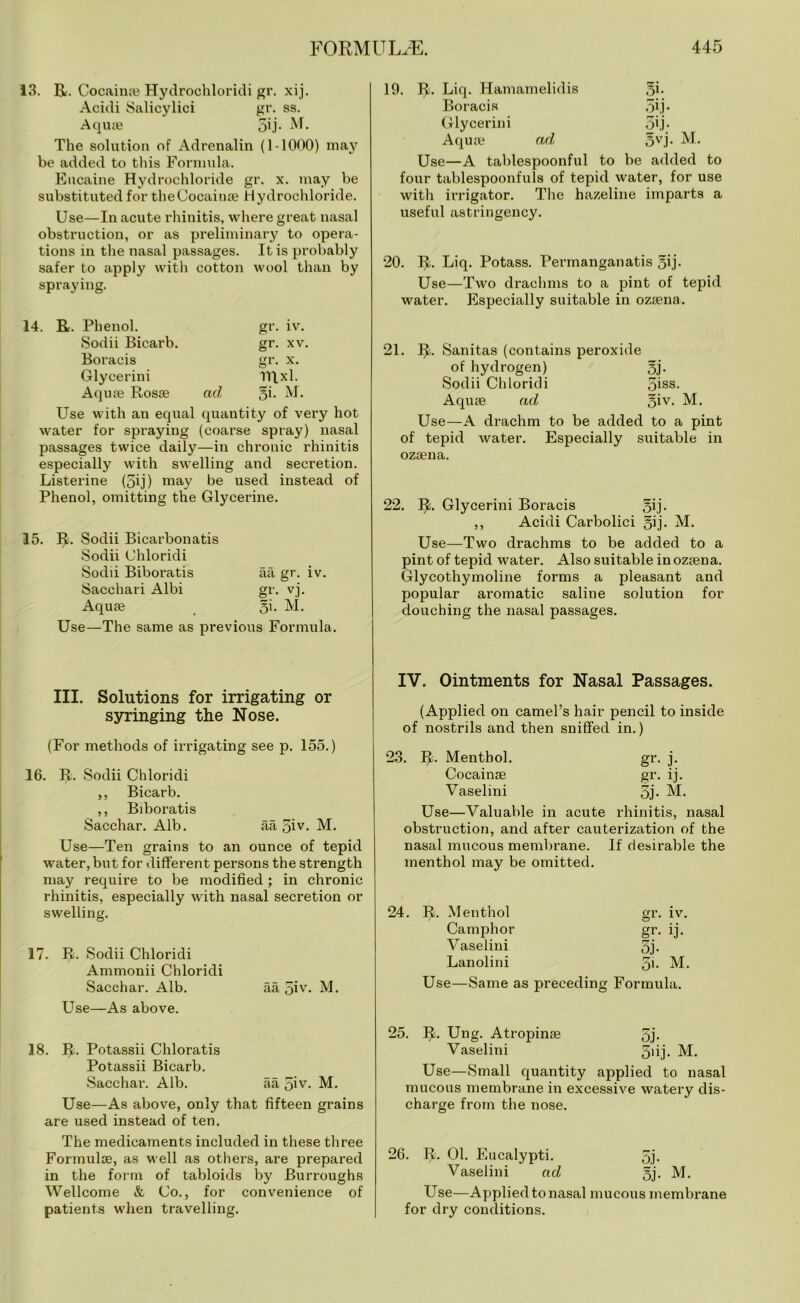 FORMULÆ. 445
13. ℞. Cocainæ Hydrochloridi gr. xij.
Acidi Salicylici gr. ss.
Aquæ ʒij. M.
The solution of Adrenalin (1-1000) may
be added to this Formula.
Eucaine Hydrochloride gr. x. may be
substituted for the Cocainæ Hydrochloride.
Use—In acute rhinitis, where great nasal
obstruction, or as preliminary to opera-
tions in the nasal passages. It is probably
safer to apply with cotton wool than by
spraying.
14. ℞. Phenol. gr. iv.
Sodii Bicarb. gr. xv.
Boracis gr. x.
Glycerini ♏xl.
Aquæ Rosæ ad ℥i. M.
Use with an equal quantity of very hot
water for spraying (coarse spray) nasal
passages twice daily—in chronic rhinitis
especially with swelling and secretion.
Listerine (ʒij) may be used instead of
Phenol, omitting the Glycerine.
15. ℞. Sodii Bicarbonatis
Sodii Chloridi
Sodii Biboratis āā gr. iv.
Sacchari Albi gr. vj.
Aquæ ℥i. M.
Use—The same as previous Formula.
III. Solutions for irrigating or
syringing the Nose.
(For methods of irrigating see p. 155.)
16. ℞. Sodii Chloridi
,, Bicarb.
,, Biboratis
Sacchar. Alb. āā ʒiv. M.
Use—Ten grains to an ounce of tepid
water, but for different persons the strength
may require to be modified ; in chronic
rhinitis, especially with nasal secretion or
swelling.
17. ℞. Sodii Chloridi
Ammonii Chloridi
Sacchar. Alb. āā ʒiv. M.
Use—As above.
18. ℞. Potassii Chloratis
Potassii Bicarb.
Sacchar. Alb. āā ʒiv. M.
Use—As above, only that fifteen grains
are used instead of ten.
The medicaments included in these three
Formulæ, as well as others, are prepared
in the form of tabloids by Burroughs
Wellcome & Co., for convenience of
patients when travelling.
19. ℞. Liq. Hamamelidis ℥i.
Boracis ʒij.
Glycerini ʒij.
Aquæ ad ℥vj. M.
Use—A tablespoonful to be added to
four tablespoonfuls of tepid water, for use
with irrigator. The hazeline imparts a
useful astringency.
20. ℞. Liq. Potass. Permanganatis ℥ij.
Use—Two drachms to a pint of tepid
water. Especially suitable in ozæna.
21. ℞. Sanitas (contains peroxide
of hydrogen) ℥j.
Sodii Chloridi ʒiss.
Aquæ ad ℥iv. M.
Use—A drachm to be added to a pint
of tepid water. Especially suitable in
ozæna.
22. ℞. Glycerini Boracis ℥ij.
,, Acidi Carbolici ℥ij. M.
Use—Two drachms to be added to a
pint of tepid water. Also suitable in ozæna.
Glycothymoline forms a pleasant and
popular aromatic saline solution for
douching the nasal passages.
IV. Ointments for Nasal Passages.
(Applied on camel's hair pencil to inside
of nostrils and then sniffed in.)
23. ℞. Menthol. gr. j.
Cocainæ gr. ij.
Vaselini ʒj. M.
Use—Valuable in acute rhinitis, nasal
obstruction, and after cauterization of the
nasal mucous membrane. If desirable the
menthol may be omitted.
24. ℞. Menthol gr. iv.
Camphor gr. ij.
Vaselini ʒj.
Lanolini ʒi. M.
Use—Same as preceding Formula.
25. ℞. Ung. Atropinæ ʒj.
Vaselini ʒiij. M.
Use—Small quantity applied to nasal
mucous membrane in excessive watery dis-
charge from the nose.
26. ℞. Ol. Eucalypti. ʒj.
Vaselini ad ℥j. M.
Use—Applied to nasal mucous membrane
for dry conditions.